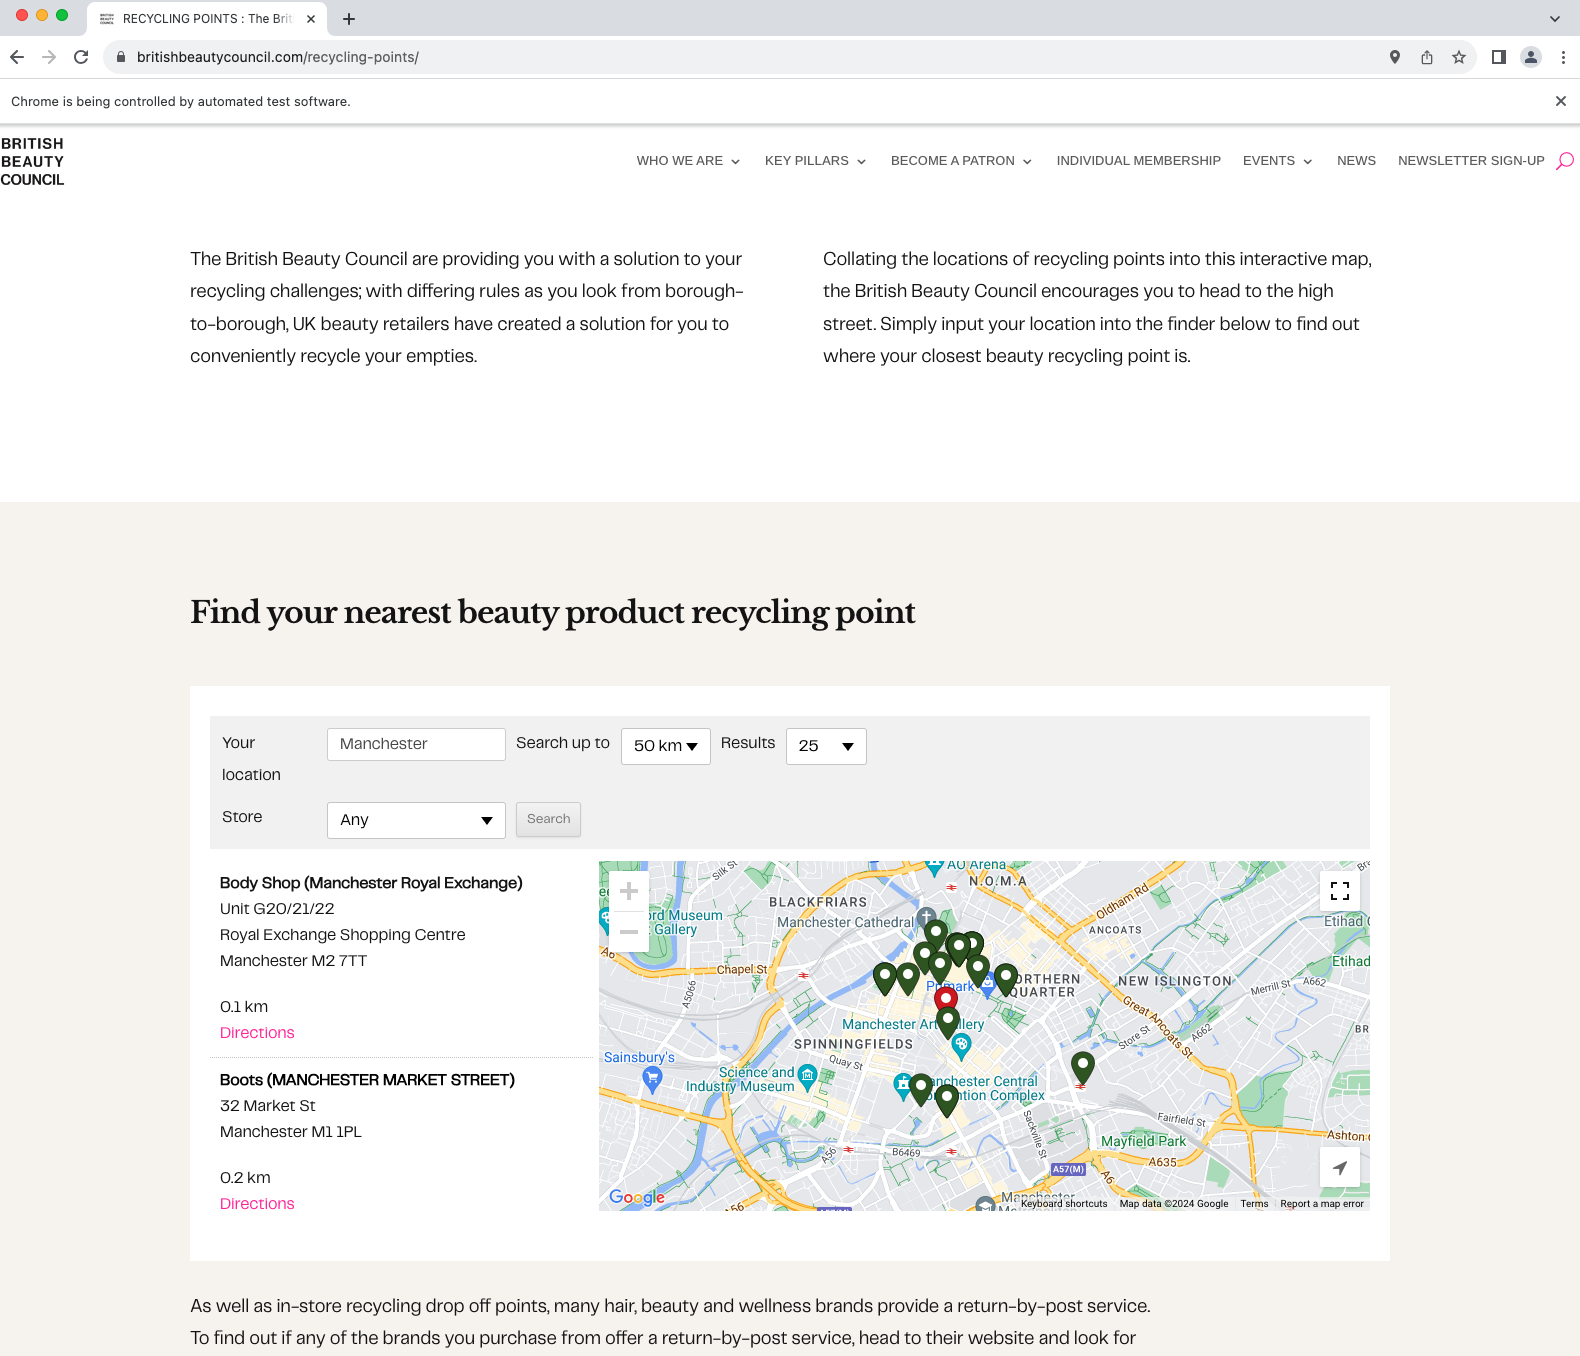 RECYCLING POINTS : The Brit
britishbeautycouncil.com/recycling-points/
Chrome is being controlled by automated test software.
BRITISH
BEAUTY
COUNCIL
WHO WE ARE KEY PILLARS BECOME A PATRON INDIVIDUAL MEMBERSHIP EVENTS NEWS NEWSLETTER SIGN-UP
The British Beauty Council are providing you with a solution to your
recycling challenges; with differing rules as you look from borough-
to-borough, UK beauty retailers have created a solution for you to
conveniently recycle your empties.
Collating the locations of recycling points into this interactive map,
the British Beauty Council encourages you to head to the high
street. Simply input your location into the finder below to find out
where your closest beauty recycling point is.
Find your nearest beauty product recycling point
Your location
Manchester
Search up to
50 km
Results
25
Store
Any
Search
Body Shop (Manchester Royal Exchange)
Unit G20/21/22
Royal Exchange Shopping Centre
Manchester M2 7TT
0.1 km
Directions
Boots (MANCHESTER MARKET STREET)
32 Market St
Manchester M1 1PL
0.2 km
Directions
AO Arena
N.O.M.A
Silk St
BLACKFRIARS
Oldham Rd
ord Museum
Gallery
Manchester Cathedral
ANCOATS
Etihad
Etihad
Chapel St
A5066
Primark
ORTHERN
QUARTER
NEW ISLINGTON
Merrill St
A662
Great Ancoats St
A662
Store St
BR
Manchester Art Gallery
SPINNINGFIELDS
Quay St
Sainsbury's
Science and
Industry Museum
anchester Central
ention Complex
Sackville St
Fairfield St
Mayfield Park
Ashton
A56
B6469
A57(M)
A6
A635
A56
Manchester
Google
Keyboard shortcuts
Map data ©2024 Google
Terms
Report a map error
As well as in-store recycling drop off points, many hair, beauty and wellness brands provide a return-by-post service.
To find out if any of the brands you purchase from offer a return-by-post service, head to their website and look for